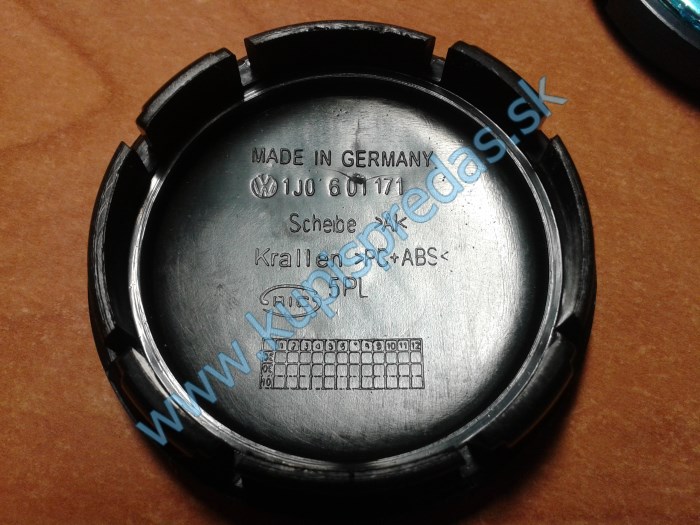 MADE IN GERMANY
1J0 601 171
Scheibe >AK<
Krallen >PC+ABS<
5PL
1 2 3 4 5 6 7 8 9 10 11 12
www.kupispredas.sk